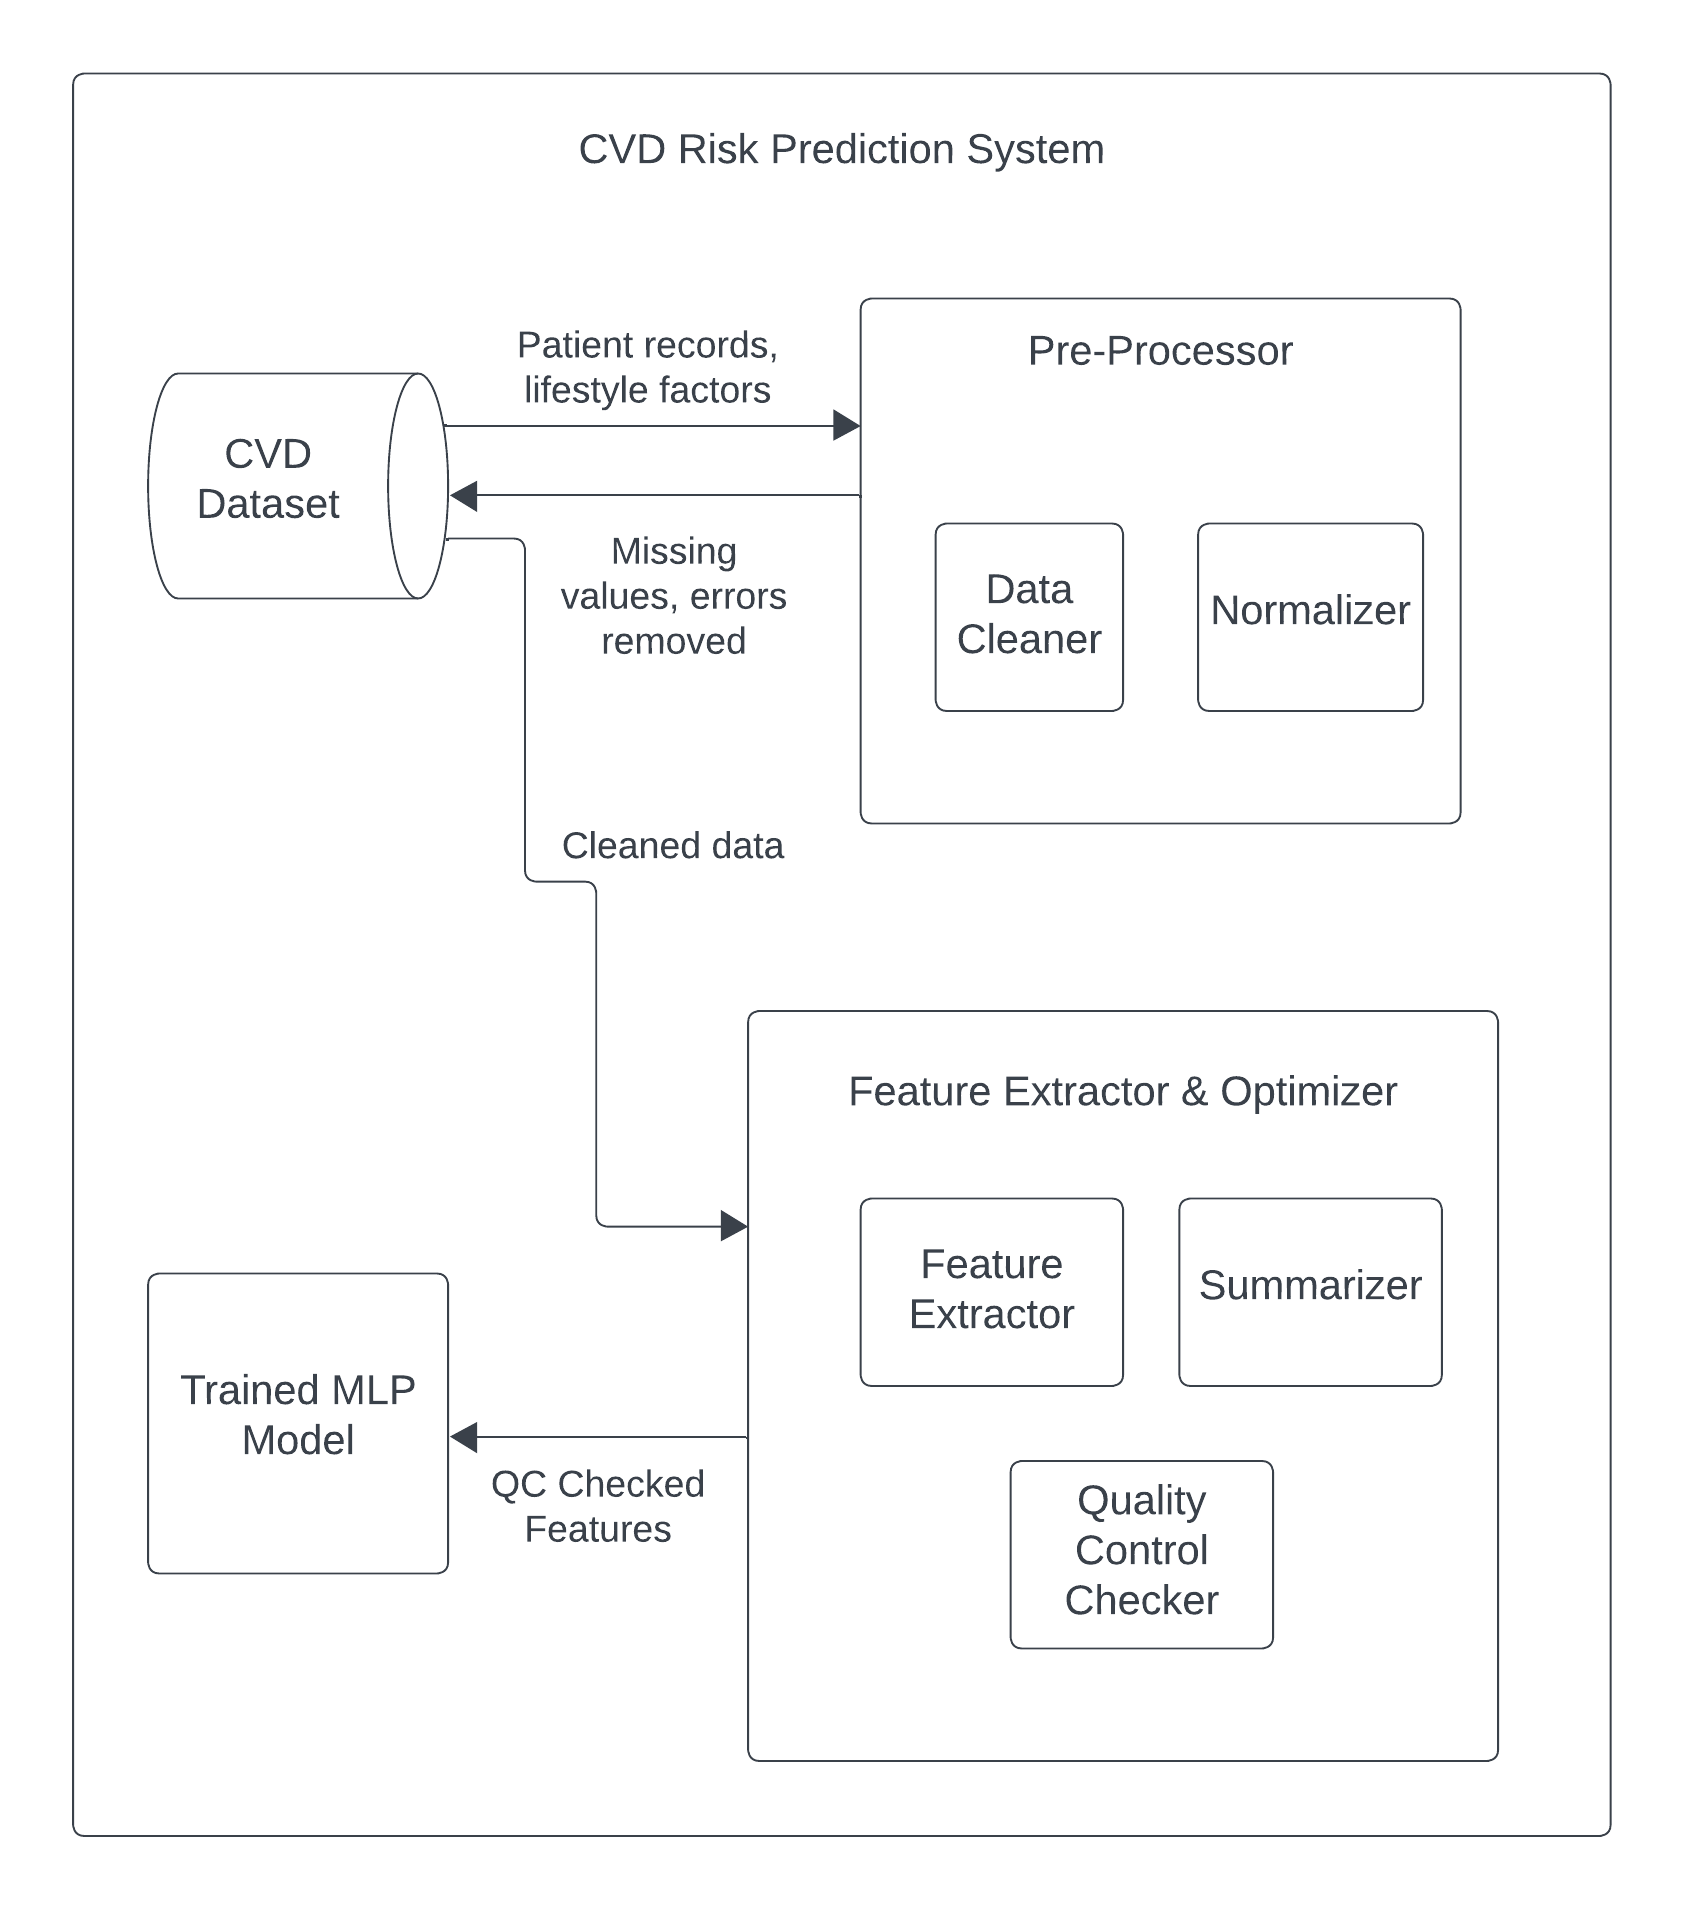 CVD Risk Prediction System
Patient records,
lifestyle factors
Pre-Processor
CVD
Dataset
Missing
values, errors
removed
Data
Cleaner
Normalizer
Cleaned data
Feature Extractor & Optimizer
Feature
Extractor
Summarizer
Trained MLP
Model
QC Checked
Features
Quality
Control
Checker